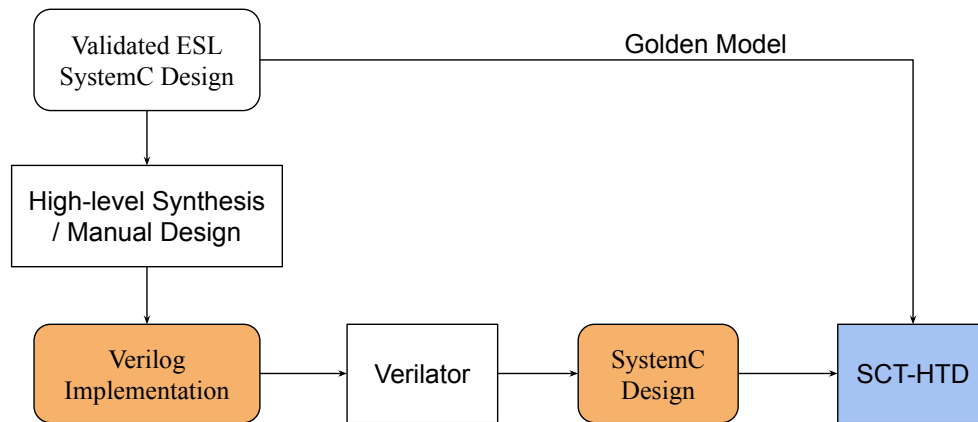 Validated ESL
SystemC Design
Golden Model
High-level Synthesis
/ Manual Design
Verilog
Implementation
Verilator
SystemC
Design
SCT-HTD